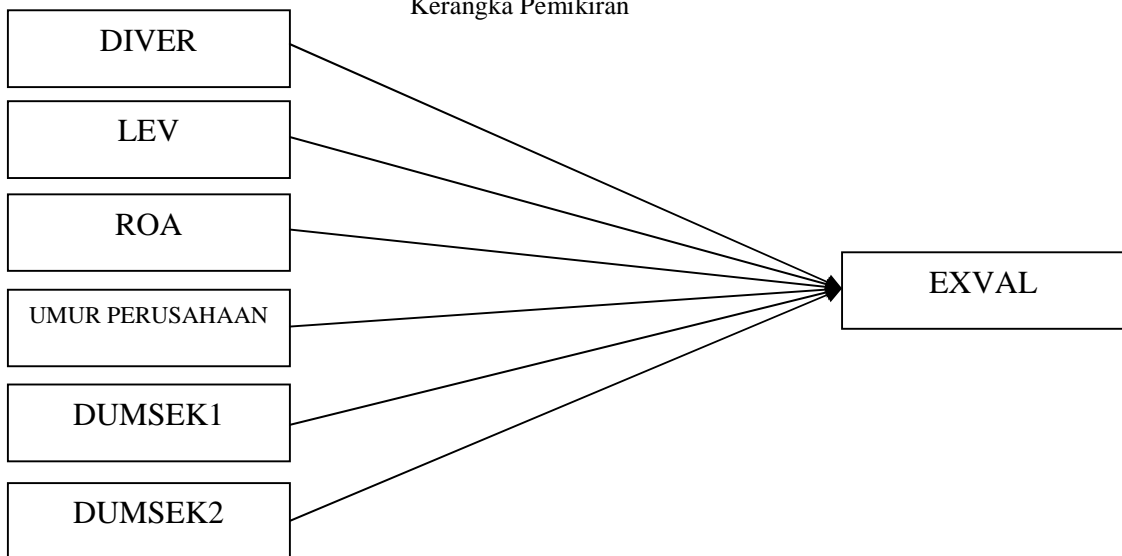 Kerangka Pemikiran
DIVER
LEV
ROA
UMUR PERUSAHAAN
DUMSEK1
DUMSEK2
EXVAL